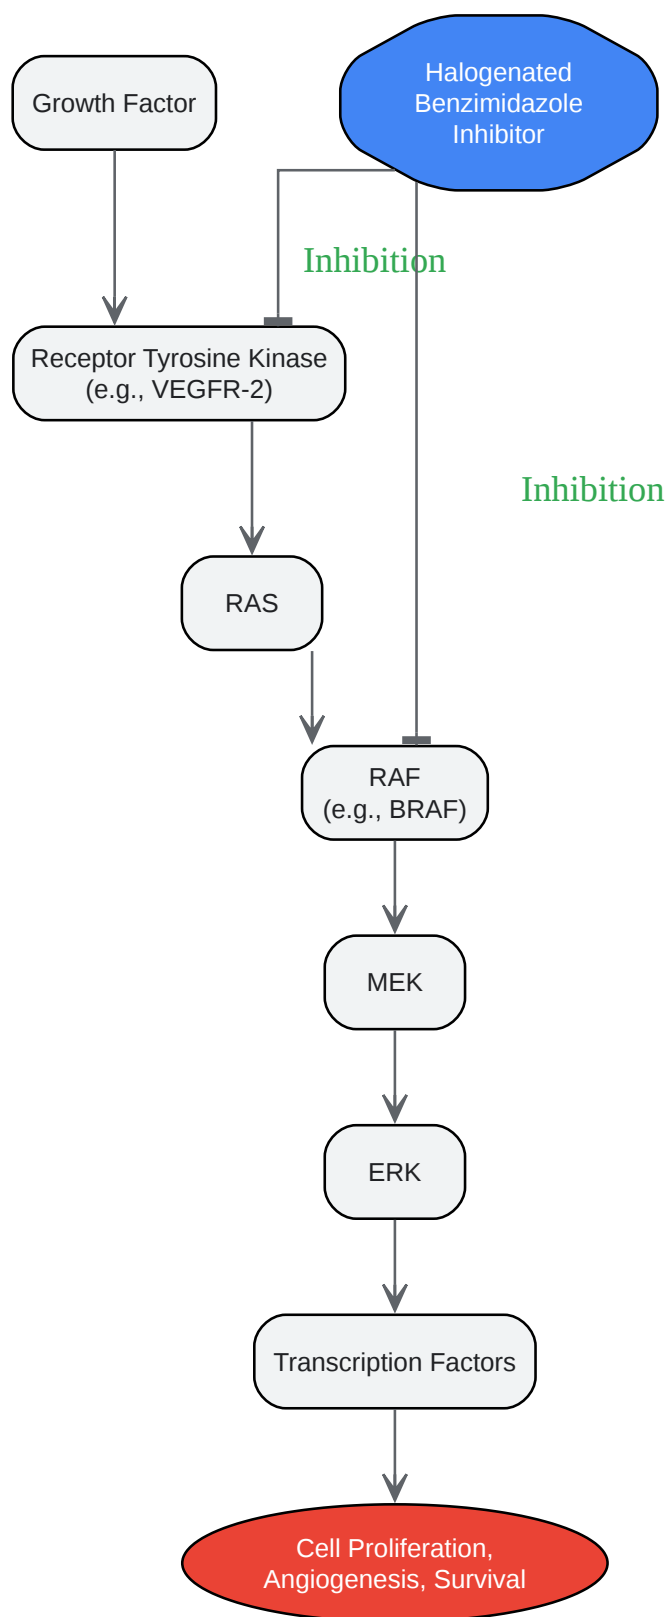 Growth Factor
Halogenated
Benzimidazole
Inhibitor
Inhibition
Receptor Tyrosine Kinase
(e.g., VEGFR-2)
Inhibition
RAS
RAF
(e.g., BRAF)
MEK
ERK
Transcription Factors
Cell Proliferation,
Angiogenesis, Survival